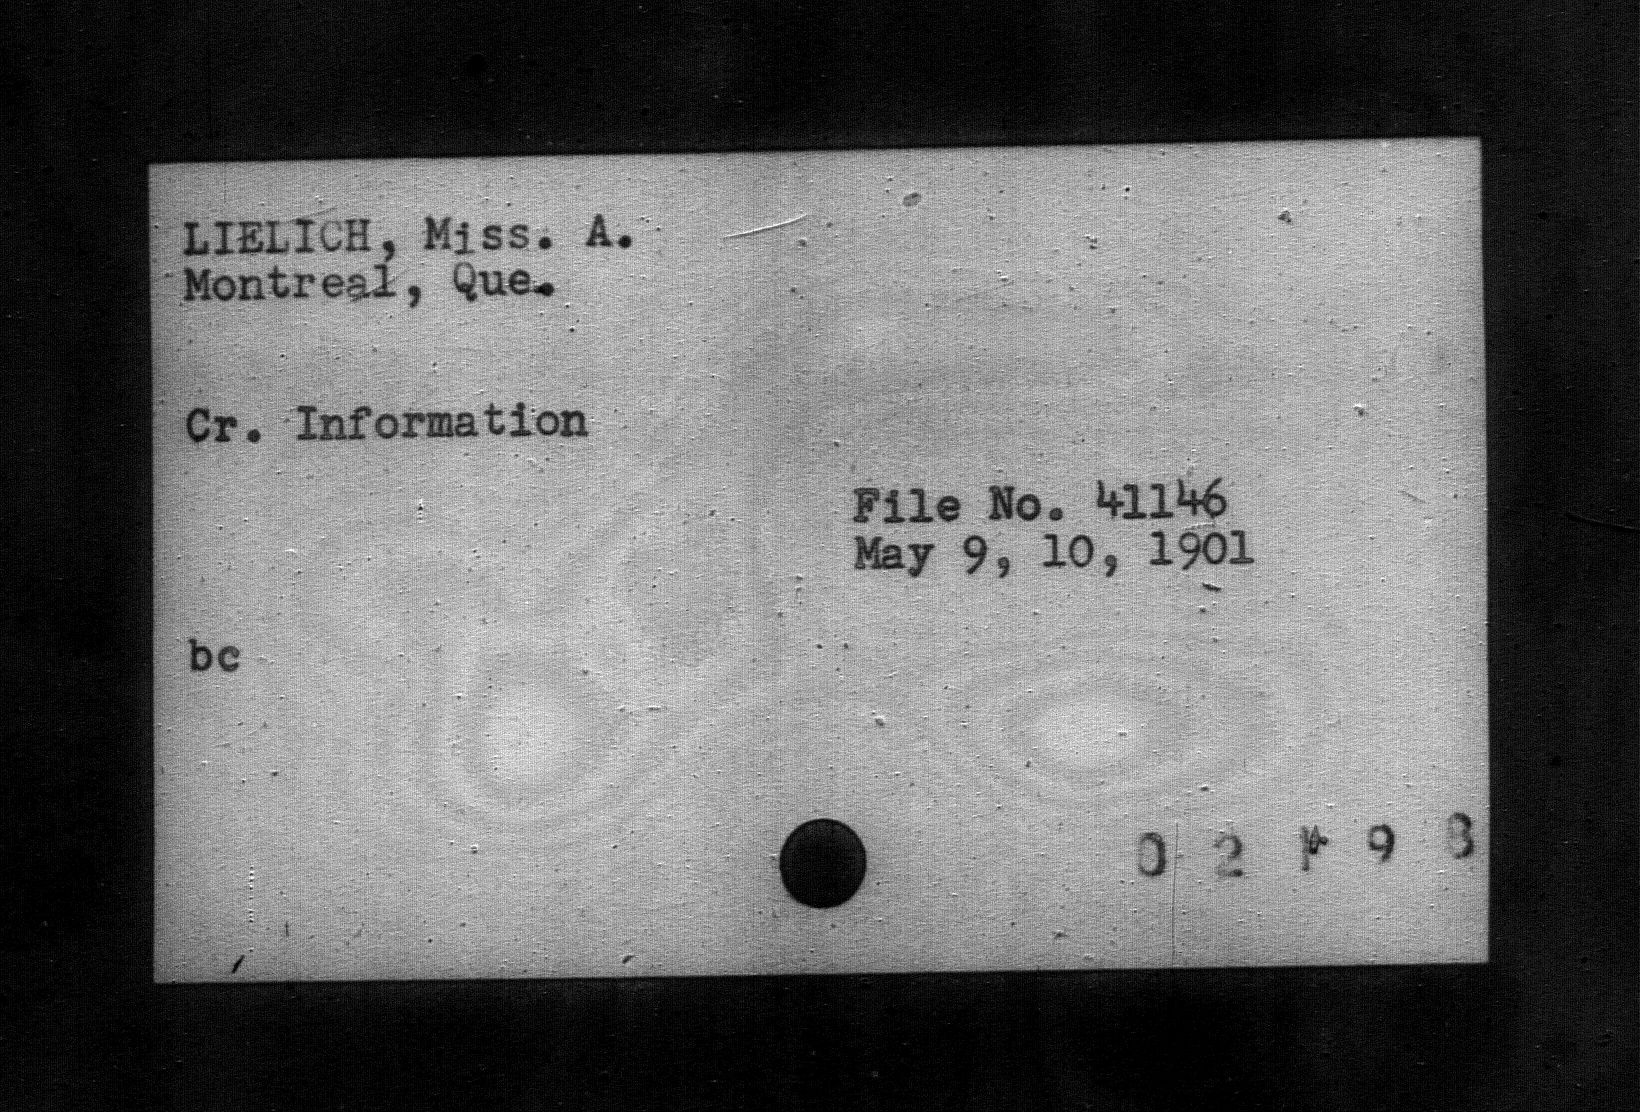 LIELICH, Miss. A.
Montreal, Que.
Cr. Information
File No. 41146
May 9, 10, 1901
bc